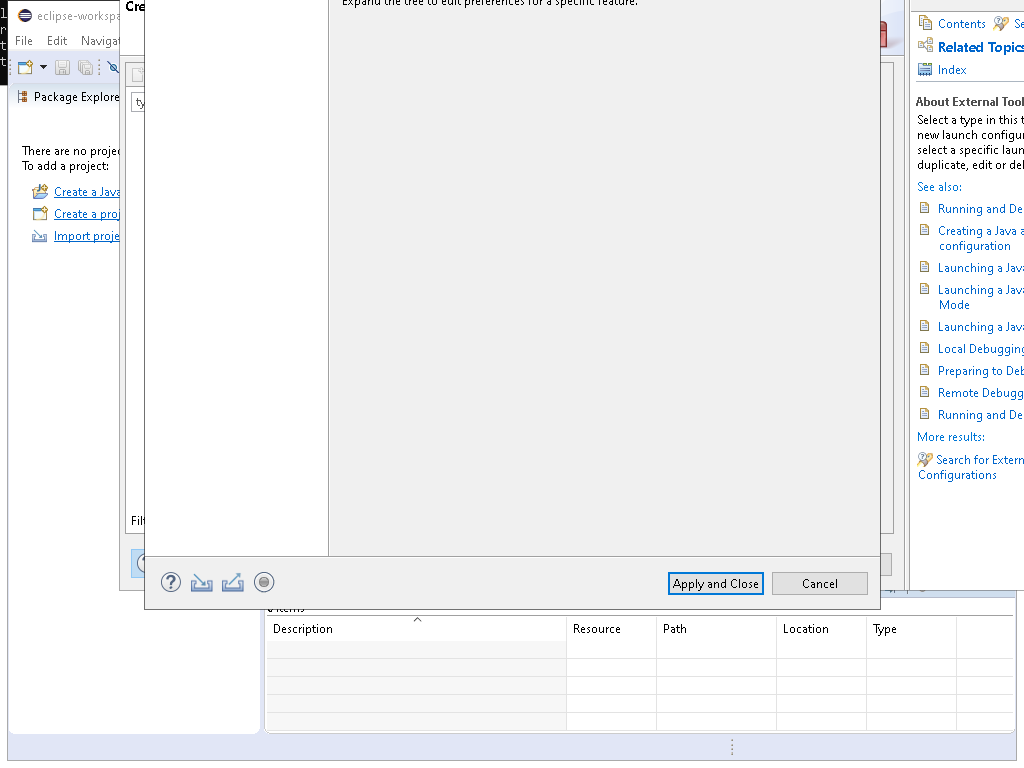 eclipse-workspa
Cre
Expand the tree to edit preferences for a specific feature.
File Edit Navigat
Package Explore
ty
There are no projec
To add a project:
Create a Java
Create a proj
Import proje
Filt
Apply and Close
Cancel
Contents
Se
Related Topics
Index
About External Tool
Select a type in this t
new launch configur
select a specific laun
duplicate, edit or del
See also:
Running and De
Creating a Java a
configuration
Launching a Java
Launching a Java
Mode
Launching a Java
Local Debugging
Preparing to Deb
Remote Debugg
Running and De
More results:
Search for Extern
Configurations
Description Resource Path Location Type